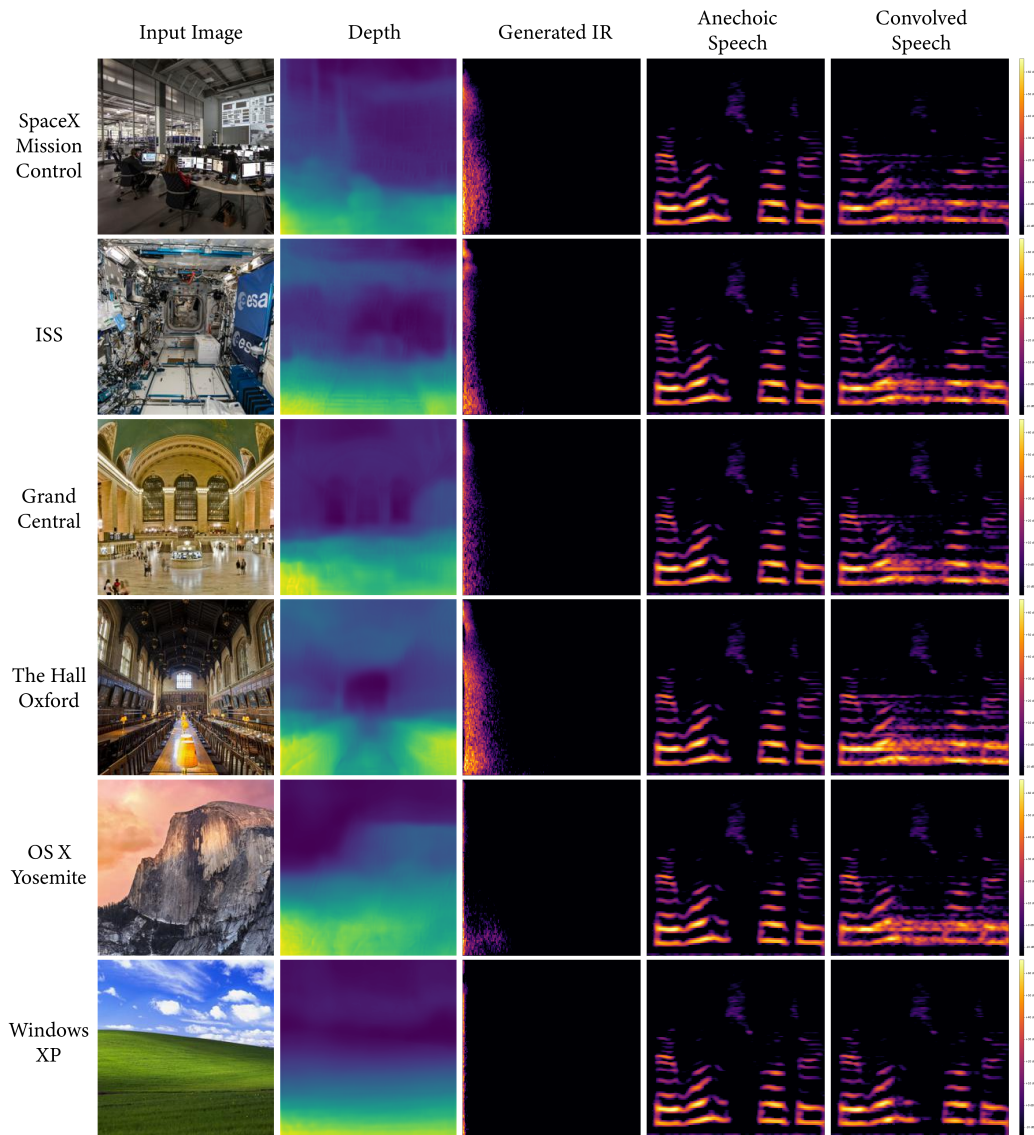 Input Image
Depth
Generated IR
Anechoic
Speech
Convolved
Speech
SpaceX
Mission
Control
ISS
esa
es
Grand
Central
The Hall
Oxford
OS X
Yosemite
Windows
XP